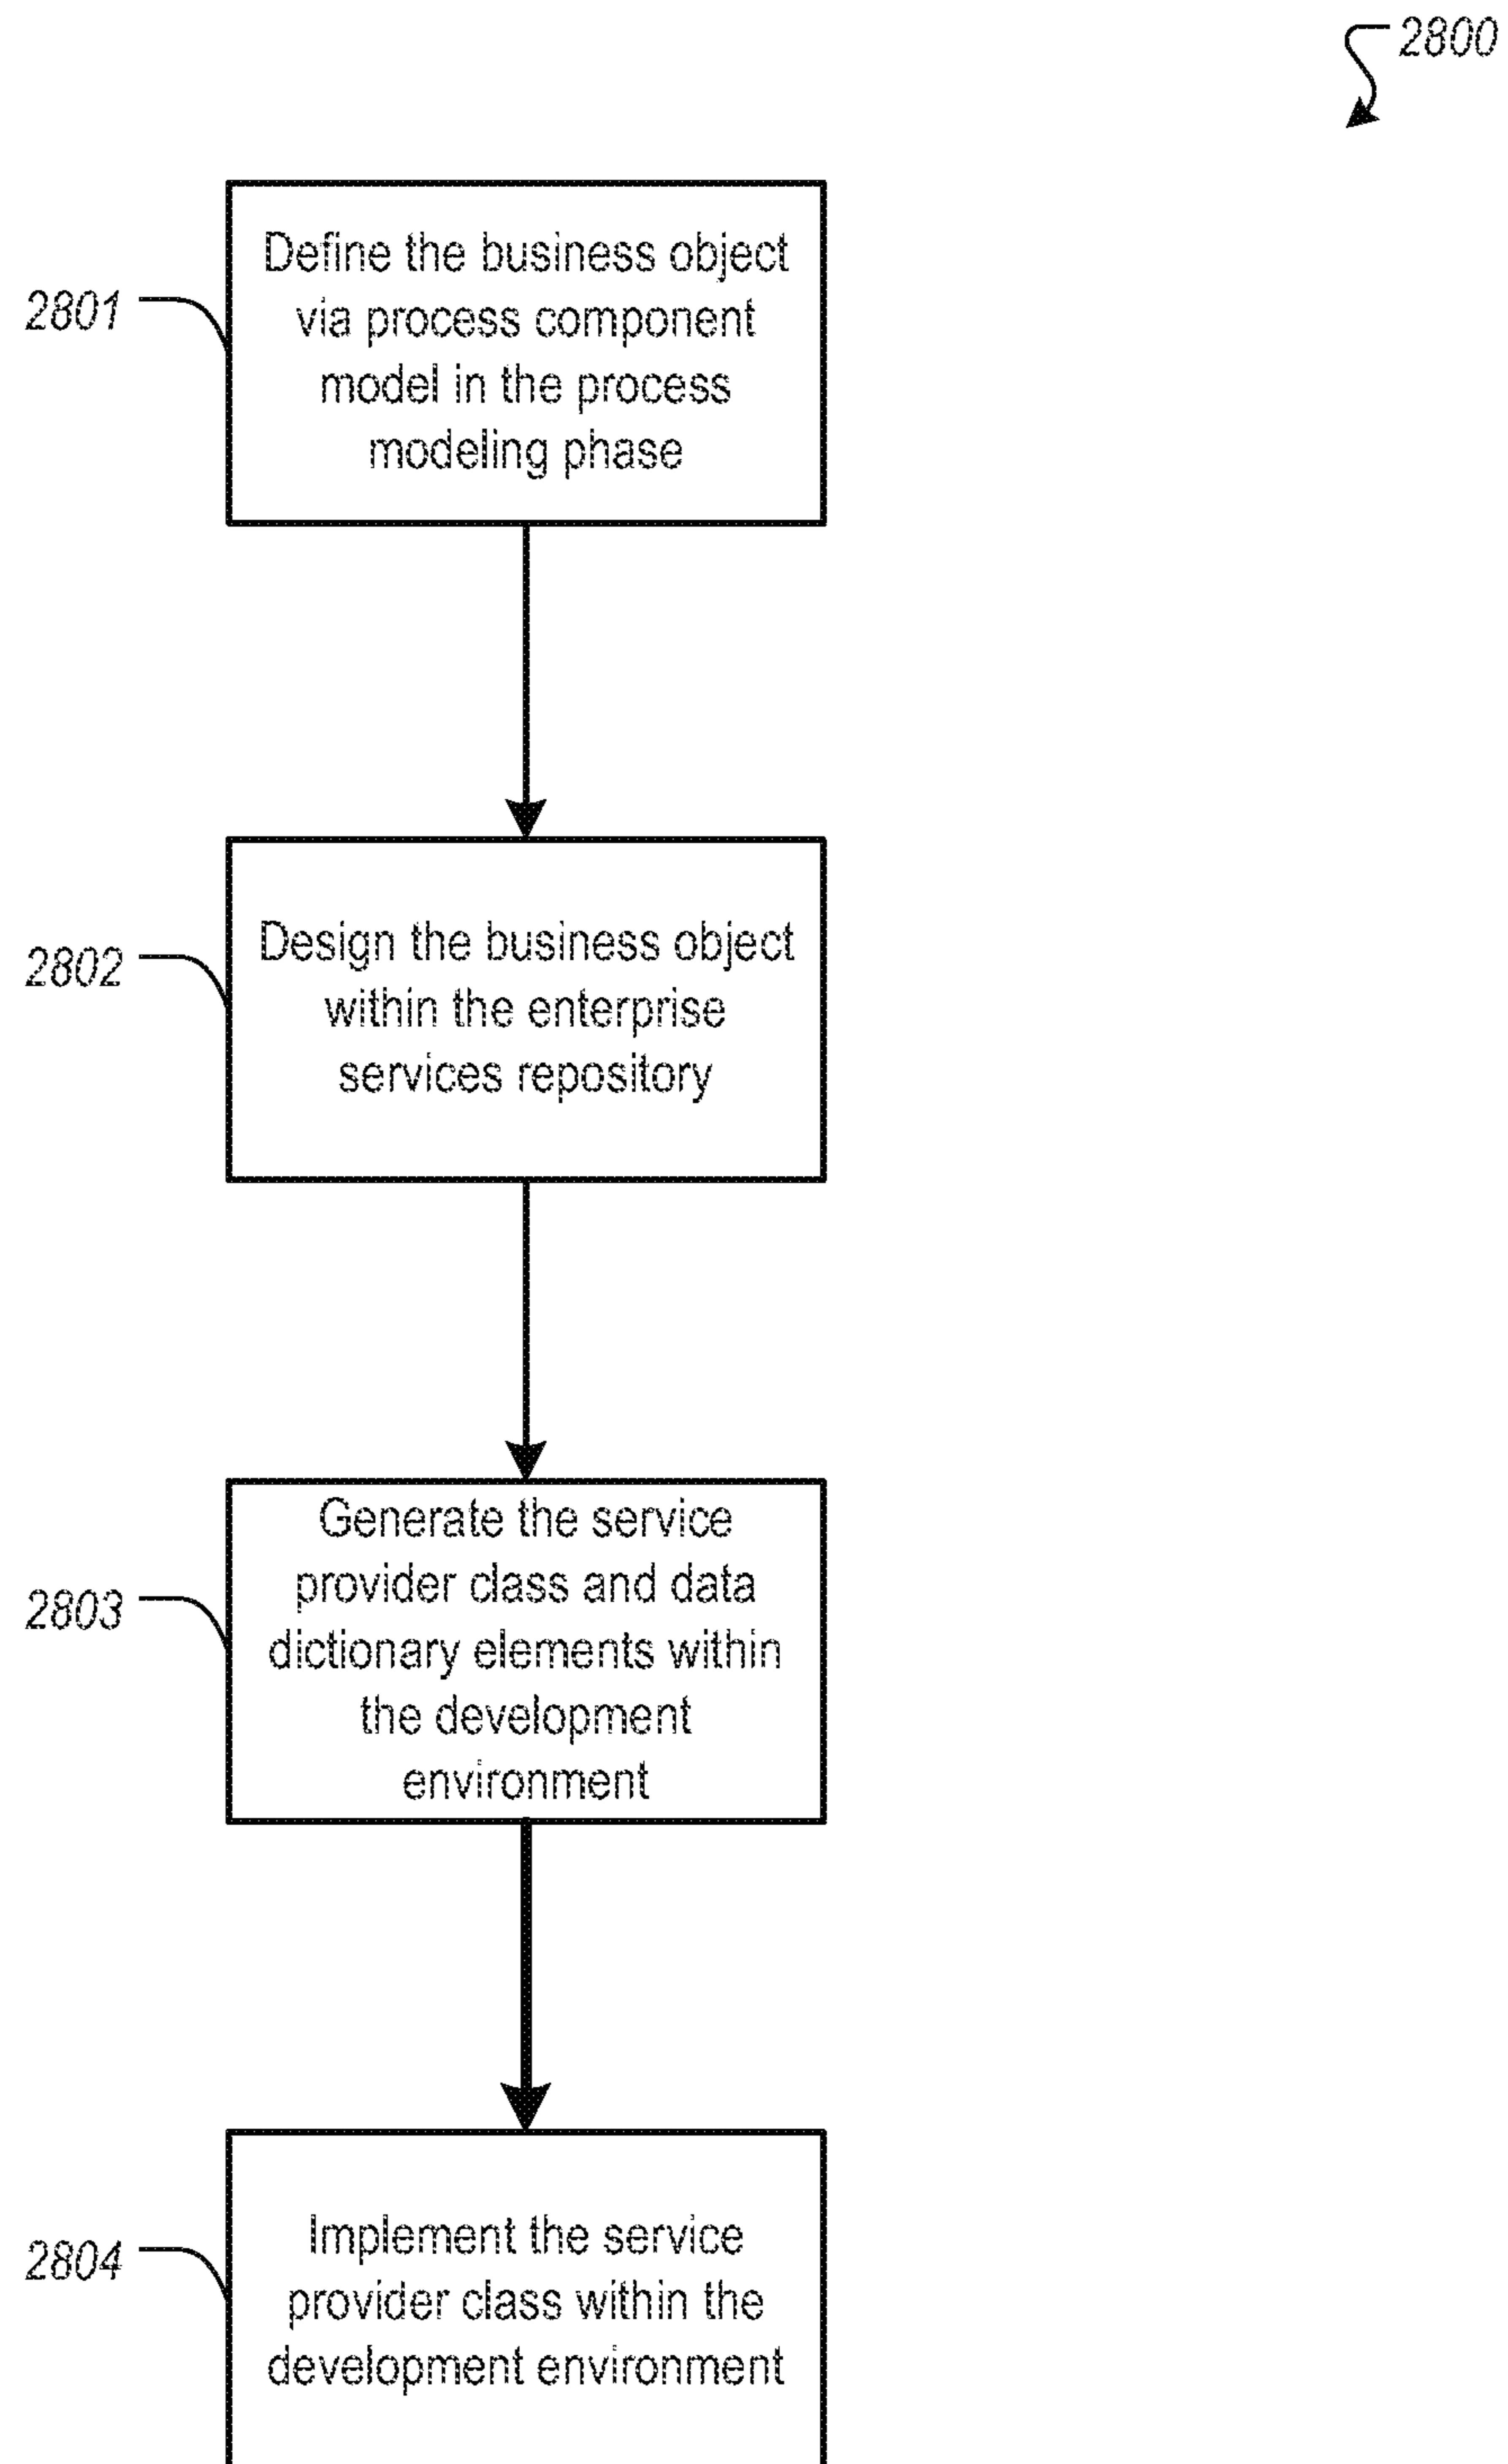 2800
Define the business object
via process component
model in the process
modeling phase
2801
Design the business object
within the enterprise
services repository
2802
Generate the service
provider class and data
dictionary elements within
the development
environment
2803
Implement the service
provider class within the
development environment
2804